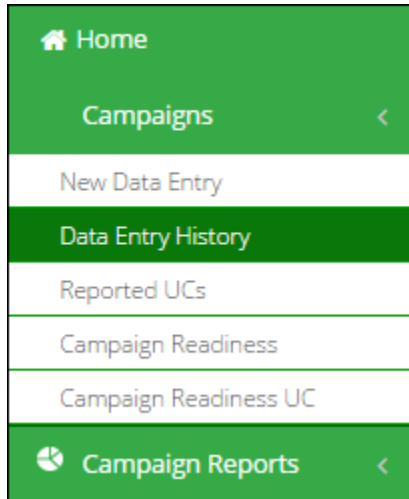 Home
Campaigns
New Data Entry
Data Entry History
Reported UCs
Campaign Readiness
Campaign Readiness UC
Campaign Reports